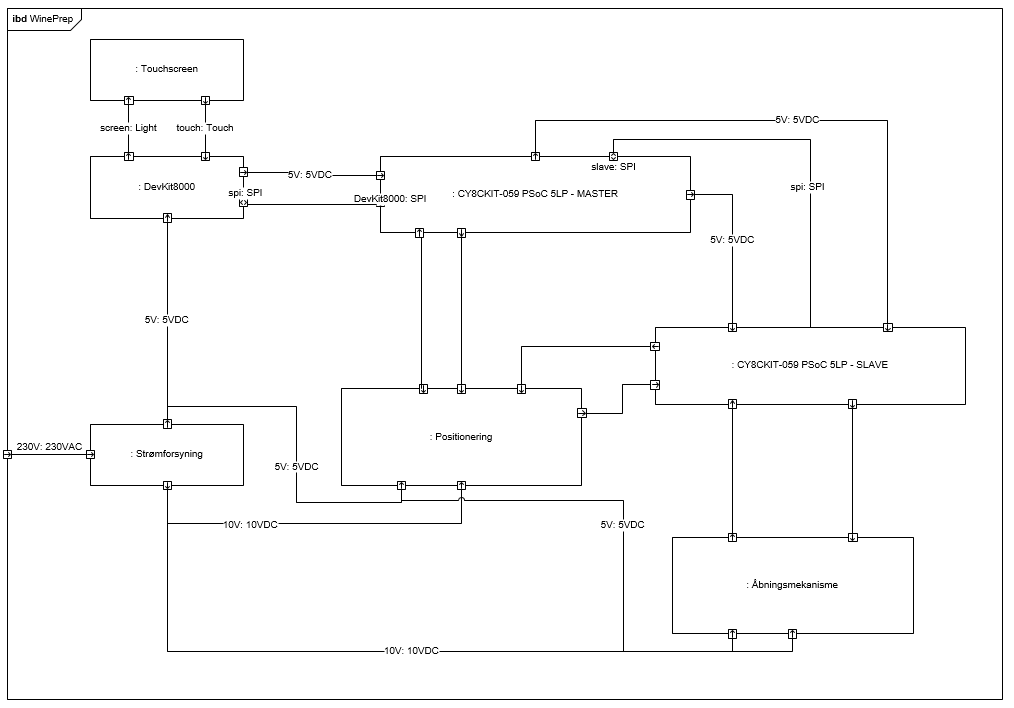 ibd WinePrep
: Touchscreen
screen: Light
touch: Touch
5V: 5VDC
slave: SPI
: DevKit8000
5V: 5VDC
spi: SPI
DevKit8000: SPI
: CY8CKIT-059 PSoC 5LP - MASTER
spi: SPI
5V: 5VDC
5V: 5VDC
: CY8CKIT-059 PSoC 5LP - SLAVE
: Positionering
230V: 230VAC
: Strømforsyning
5V: 5VDC
10V: 10VDC
5V: 5VDC
: Åbningsmekanisme
10V: 10VDC